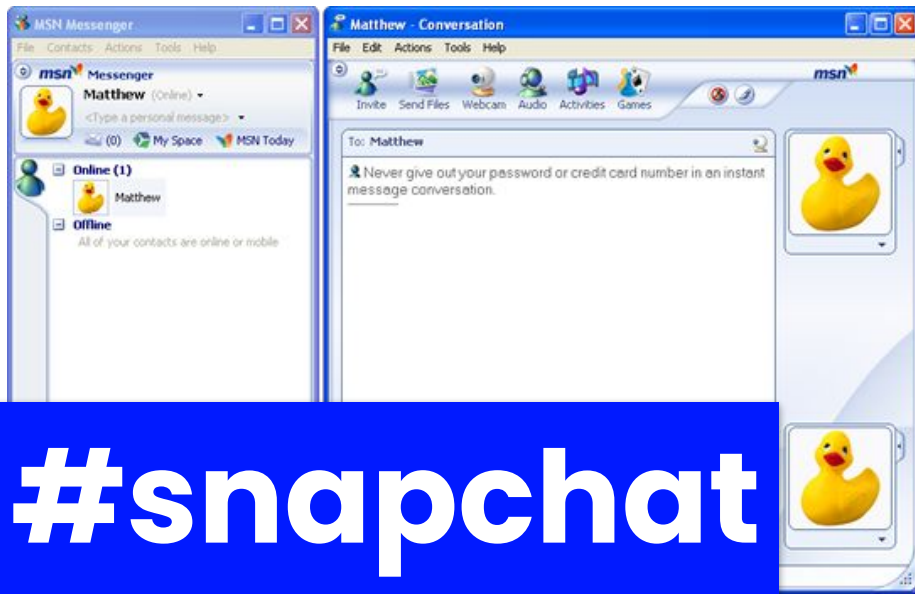 MSN Messenger
File Contacts Actions Tools Help
msn Messenger
Matthew (Online)
<Type a personal message>
(0) My Space MSN Today
Online (1)
Matthew
Offline
All of your contacts are online or mobile
Matthew - Conversation
File Edit Actions Tools Help
Invite Send Files Webcam Audio Activities Games
msn
To: Matthew
Never give out your password or credit card number in an instant
message conversation.
#snapchat